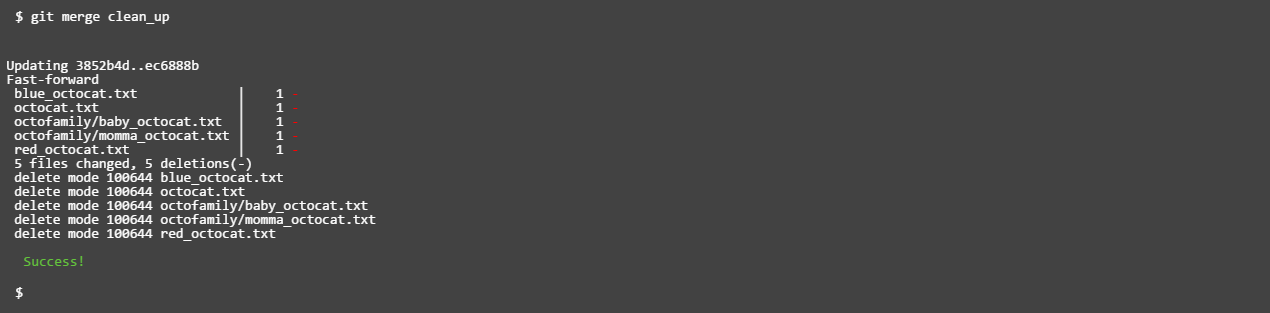 $ git merge clean_up
Updating 3852b4d..ec6888b
Fast-forward
blue_octocat.txt | 1 -
octocat.txt | 1 -
octofamily/baby_octocat.txt | 1 -
octofamily/momma_octocat.txt | 1 -
red_octocat.txt | 1 -
5 files changed, 5 deletions(-)
delete mode 100644 blue_octocat.txt
delete mode 100644 octocat.txt
delete mode 100644 octofamily/baby_octocat.txt
delete mode 100644 octofamily/momma_octocat.txt
delete mode 100644 red_octocat.txt
Success!
$